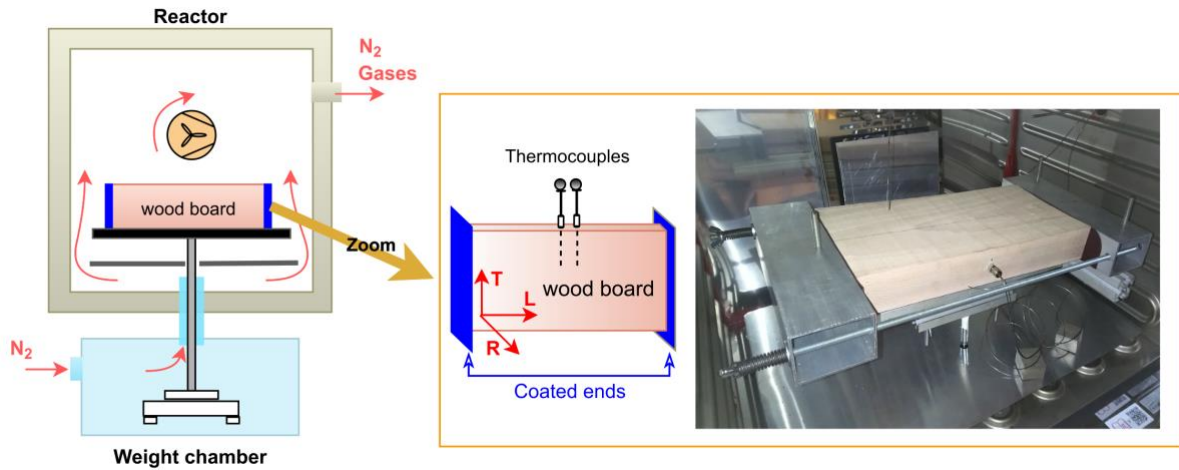 Reactor
N2
Gases
wood board
Zoom
N2
Weight chamber
Thermocouples
T
L
wood board
R
Coated ends